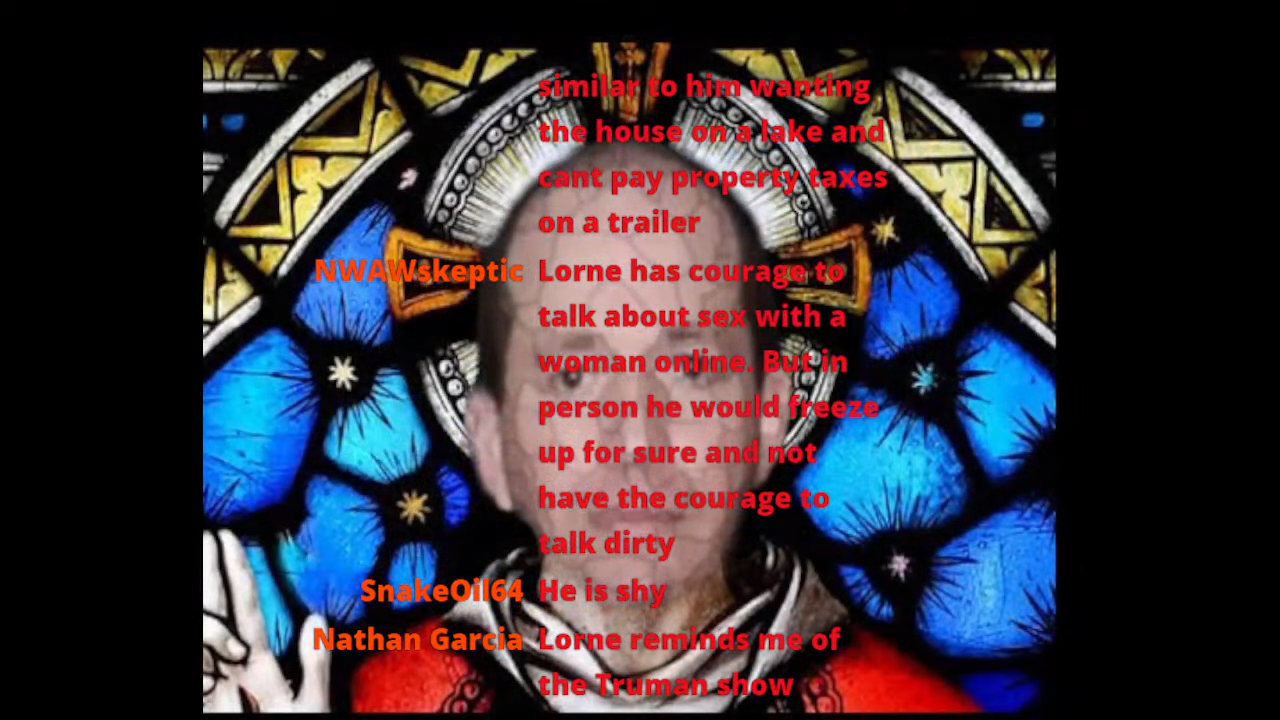 similar to him wanting
the house on a lake and
cant pay property taxes
on a trailer
NWAWskeptic Lorne has courage to
talk about sex with a
woman online. But in
person he would freeze
up for sure and not
have the courage to
talk dirty
SnakeOil64 He is shy
Nathan Garcia Lorne reminds me of
the Truman show